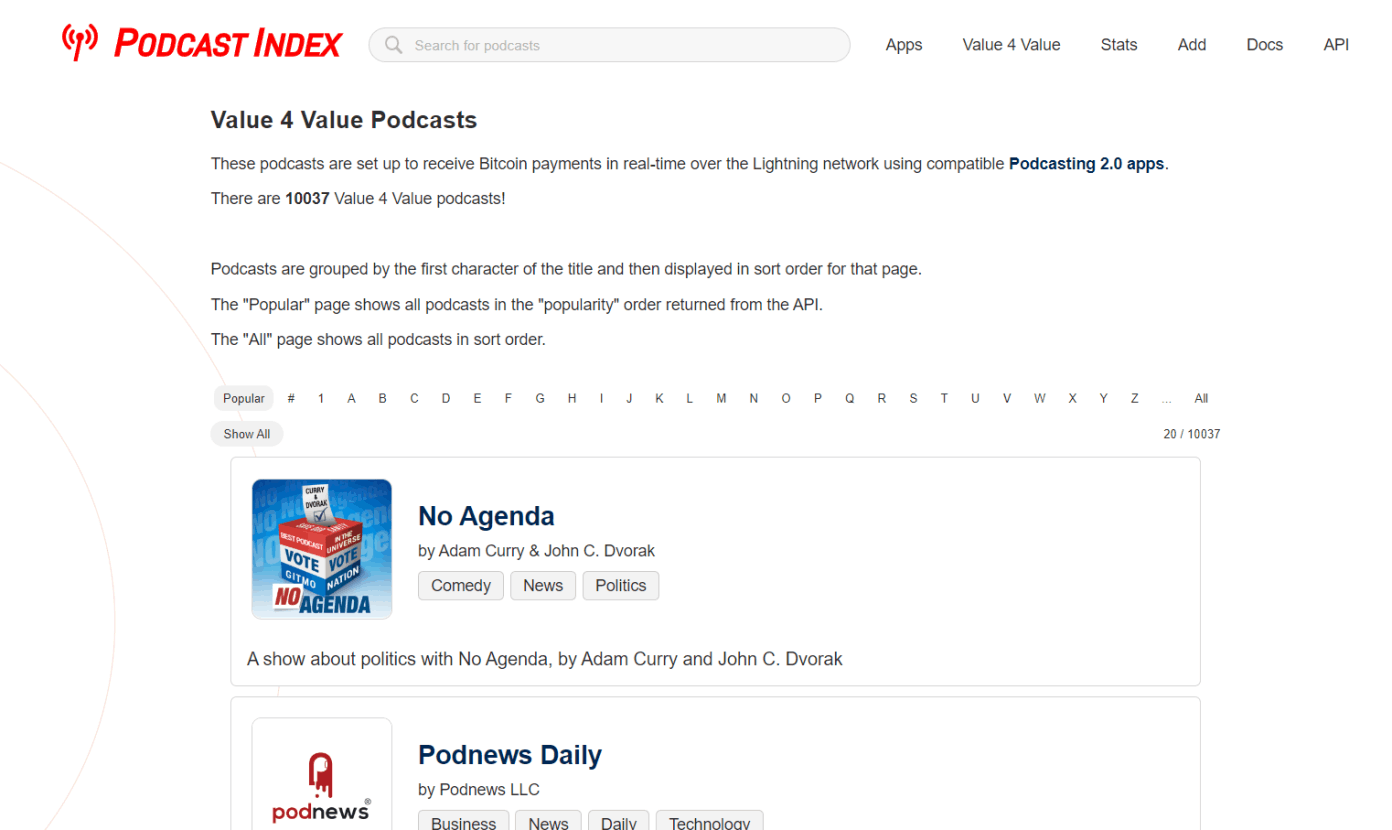 PODCAST INDEX
Search for podcasts
Apps
Value 4 Value
Stats
Add
Docs
API
Value 4 Value Podcasts
These podcasts are set up to receive Bitcoin payments in real-time over the Lightning network using compatible Podcasting 2.0 apps.
There are 10037 Value 4 Value podcasts!
Podcasts are grouped by the first character of the title and then displayed in sort order for that page.
The "Popular" page shows all podcasts in the "popularity" order returned from the API.
The "All" page shows all podcasts in sort order.
Popular # 1 A B C D E F G H I J K L M N O P Q R S T U V W X Y Z ... All
Show All
20 / 10037
CURRY
&
DVORAK
BEST PODCAST
IN THE
UNIVERSE
VOTE VOTE
GITMO NATION
NO AGENDA
No Agenda
by Adam Curry & John C. Dvorak
Comedy
News
Politics
A show about politics with No Agenda, by Adam Curry and John C. Dvorak
podnews®
Podnews Daily
by Podnews LLC
Business
News
Daily
Technology